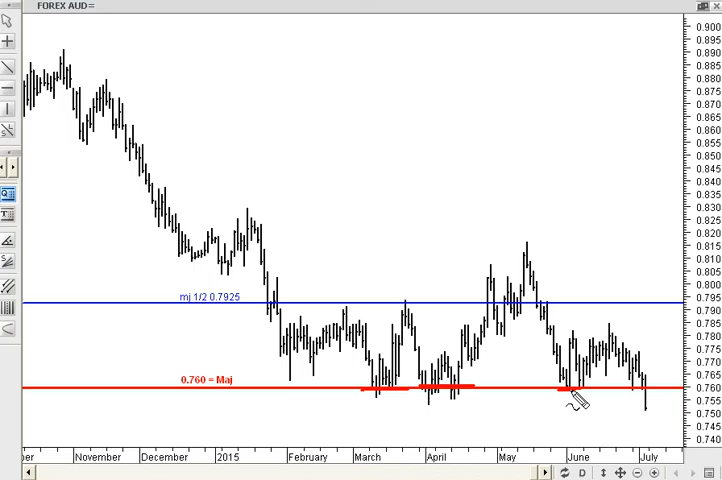 FOREX AUD=
0.900
0.895
0.890
0.885
0.880
0.875
0.870
0.865
0.860
0.855
0.850
0.845
0.840
0.835
0.830
0.825
0.820
0.815
0.810
0.805
0.800
mj 1/2 0.7925
0.795
0.790
0.785
0.780
0.775
0.770
0.765
0.760 = Maj
0.760
0.755
0.750
0.745
0.740
ber
November
December
2015
February
March
April
May
June
July
D